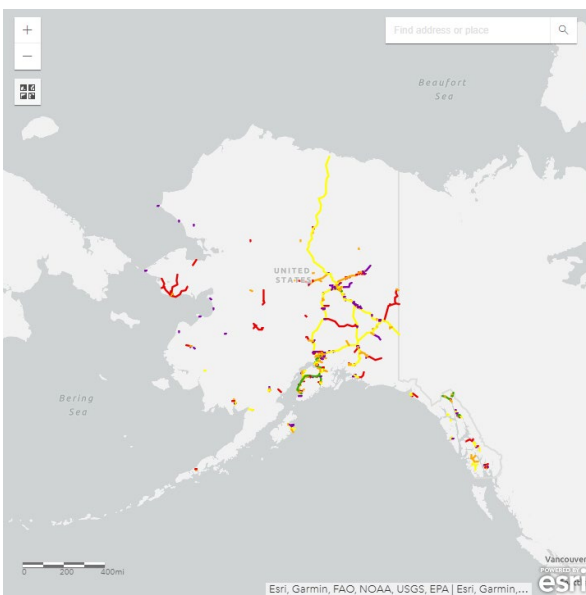 +
Find address or place
−
Beaufort
Sea
UNITED
STATES
Bering
Sea
Vancouver
0 200 400mi
POWERED BY
esri
Esri, Garmin, FAO, NOAA, USGS, EPA | Esri, Garmin,...